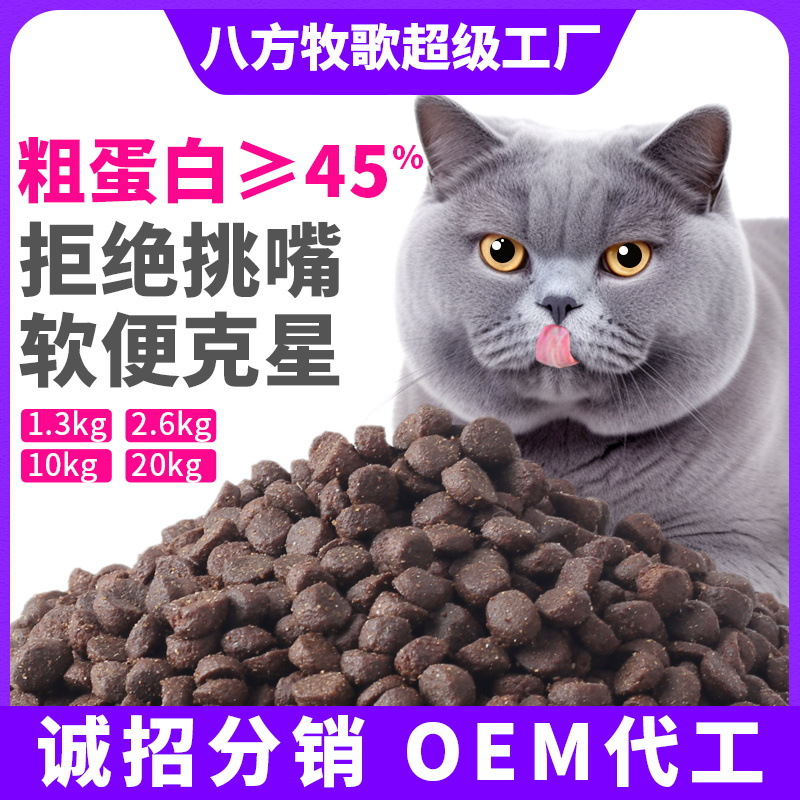 八方牧歌超级工厂
粗蛋白≥45%
拒绝挑嘴
软便克星
1.3kg 2.6kg
10kg 20kg
诚招分销 OEM代工